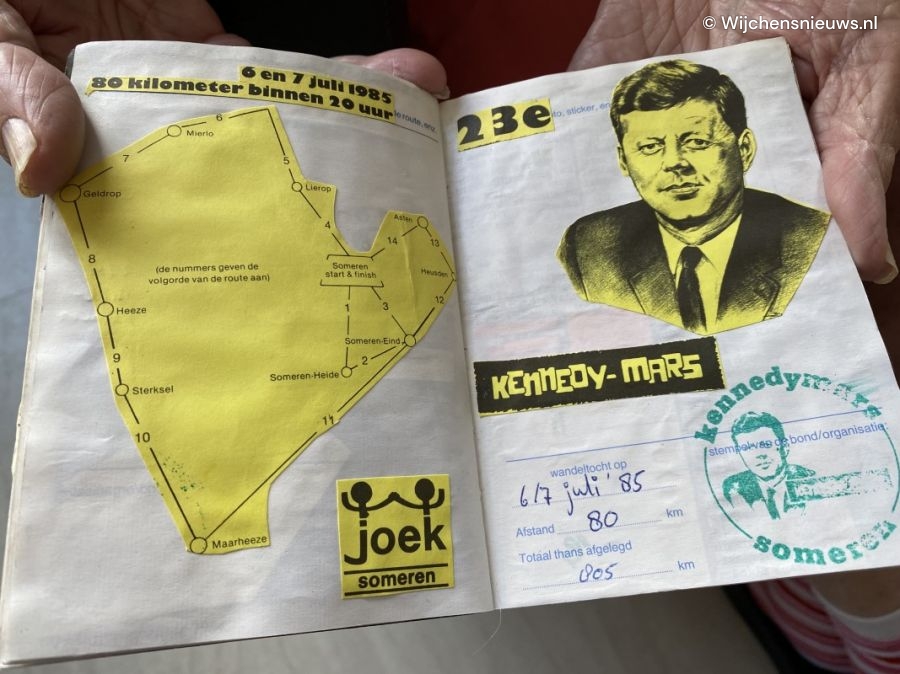 © Wijchensnieuws.nl
6 en 7 juli 1985
80 kilometer binnen 20 uur
route, enz.
6
Mierlo
7
5
Geldrop
Lierop
4
Asten
14
13
8
(de nummers geven de
volgorde van de route aan)
Someren
start & finish
Heusden
12
Heeze
1
3
Someren-Eind
9
2
Someren-Heide
Sterksel
10
11
Maarheeze
joek
someren
23e
sticker, en
KENNEDY-MARS
kennedymars
stempel van de bond/organisatie:
someren
wandeltocht op
6/7 juli '85
Afstand 80 km
Totaal thans afgelegd
805 km